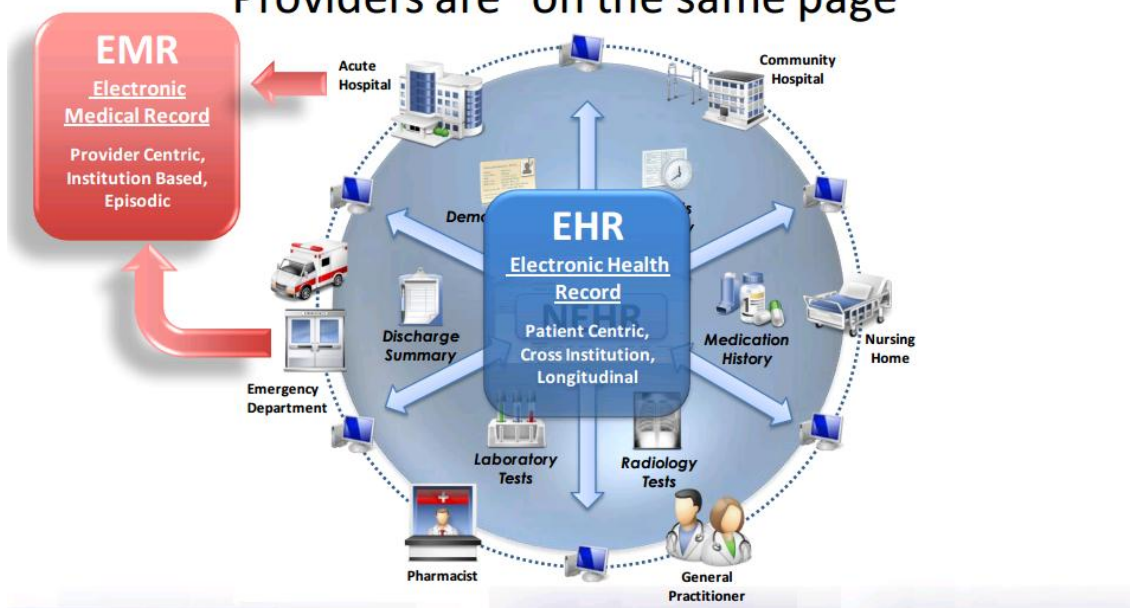 Providers are "on the same page"
EMR
Electronic
Medical Record
Provider Centric,
Institution Based,
Episodic
Acute
Hospital
Community
Hospital
EHR
Electronic Health
Record
NEHR
Patient Centric,
Cross Institution,
Longitudinal
Discharge
Summary
Medication
History
Nursing
Home
Emergency
Department
Laboratory
Tests
Radiology
Tests
Pharmacist
General
Practitioner